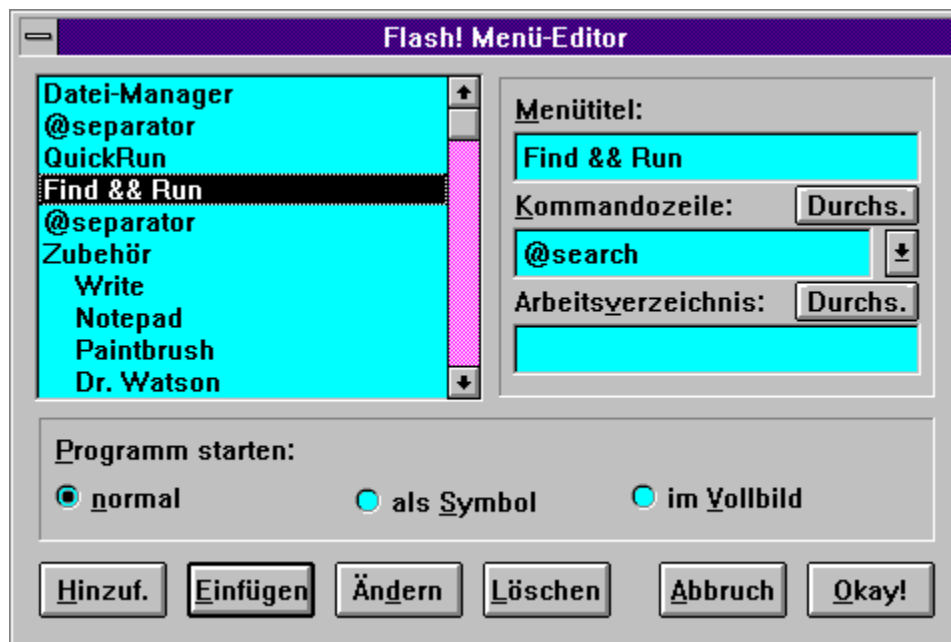 Flash! Menü-Editor
Datei-Manager
@separator
QuickRun
Find && Run
@separator
Zubehör
Write
Notepad
Paintbrush
Dr. Watson
Menütitel:
Find && Run
Kommandozeile: Durchs.
@search
Arbeitsverzeichnis: Durchs.
Programm starten:
normal als Symbol im Vollbild
Hinzuf. Einfügen Ändern Löschen Abbruch Okay!